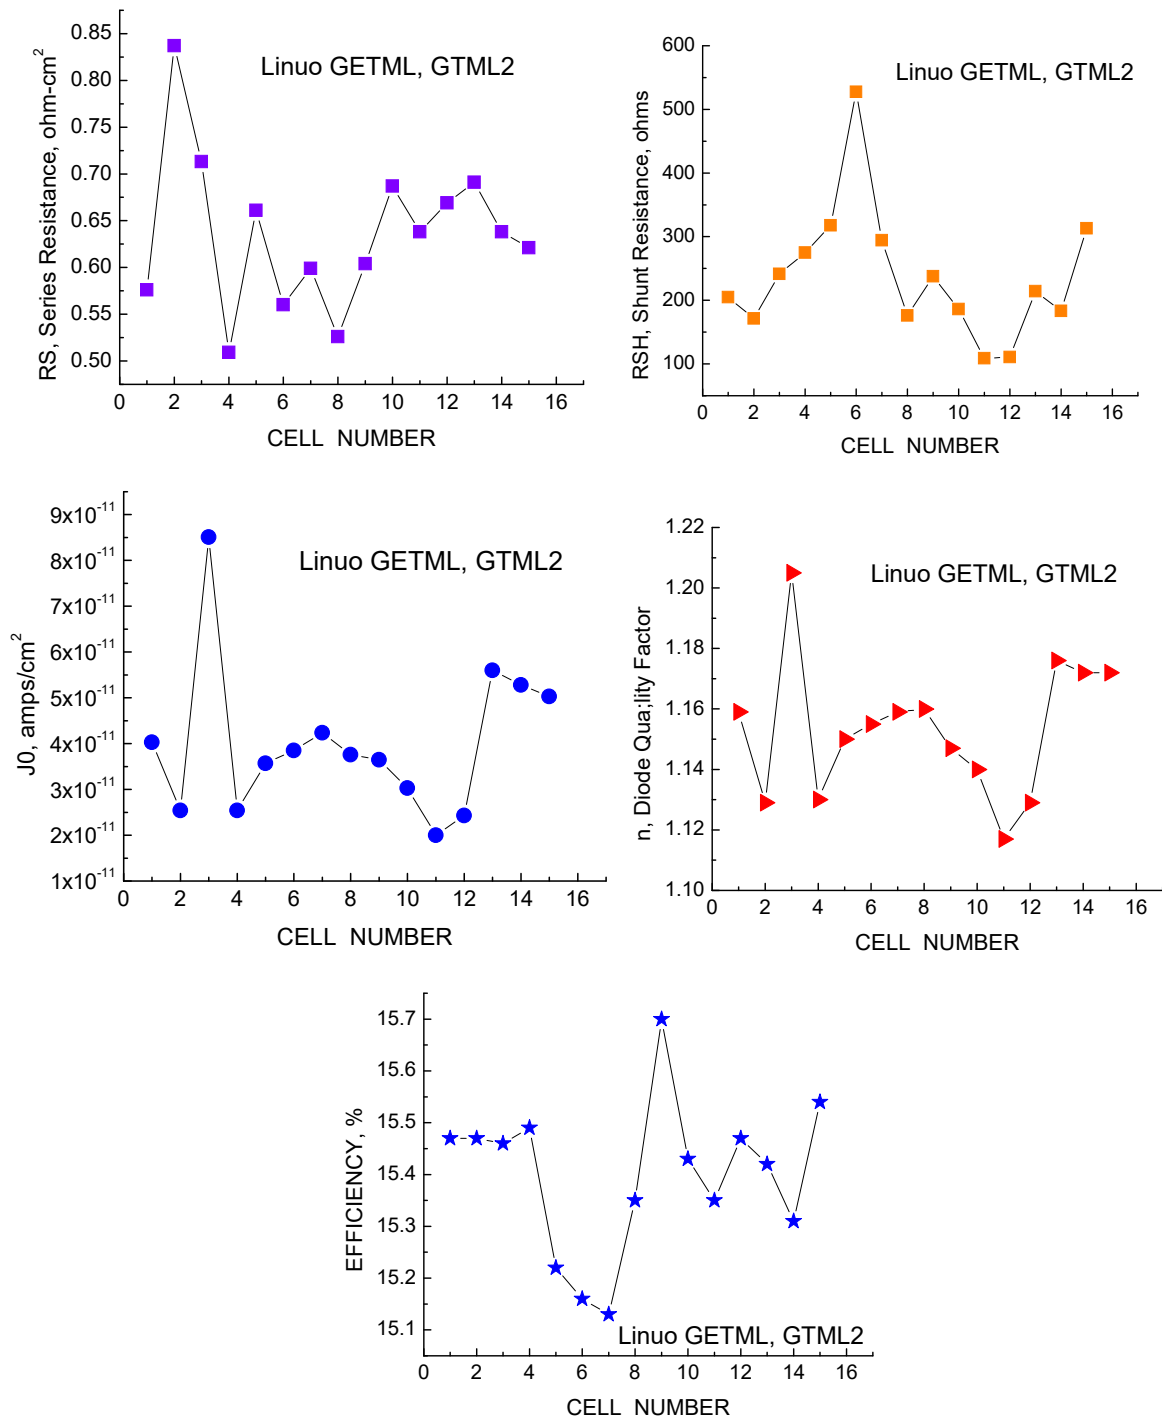 RS, Series Resistance, ohm-cm²
0.85
0.80
0.75
0.70
0.65
0.60
0.55
0.50
Linuo GETML, GTML2
0 2 4 6 8 10 12 14 16
CELL NUMBER
RSH, Shunt Resistance, ohms
600
500
400
300
200
100
Linuo GETML, GTML2
0 2 4 6 8 10 12 14 16
CELL NUMBER
J0, amps/cm²
9x10⁻¹¹
8x10⁻¹¹
7x10⁻¹¹
6x10⁻¹¹
5x10⁻¹¹
4x10⁻¹¹
3x10⁻¹¹
2x10⁻¹¹
1x10⁻¹¹
Linuo GETML, GTML2
0 2 4 6 8 10 12 14 16
CELL NUMBER
n, Diode Qua;lity Factor
1.22
1.20
1.18
1.16
1.14
1.12
1.10
Linuo GETML, GTML2
0 2 4 6 8 10 12 14 16
CELL NUMBER
EFFICIENCY, %
15.7
15.6
15.5
15.4
15.3
15.2
15.1
Linuo GETML, GTML2
0 2 4 6 8 10 12 14 16
CELL NUMBER